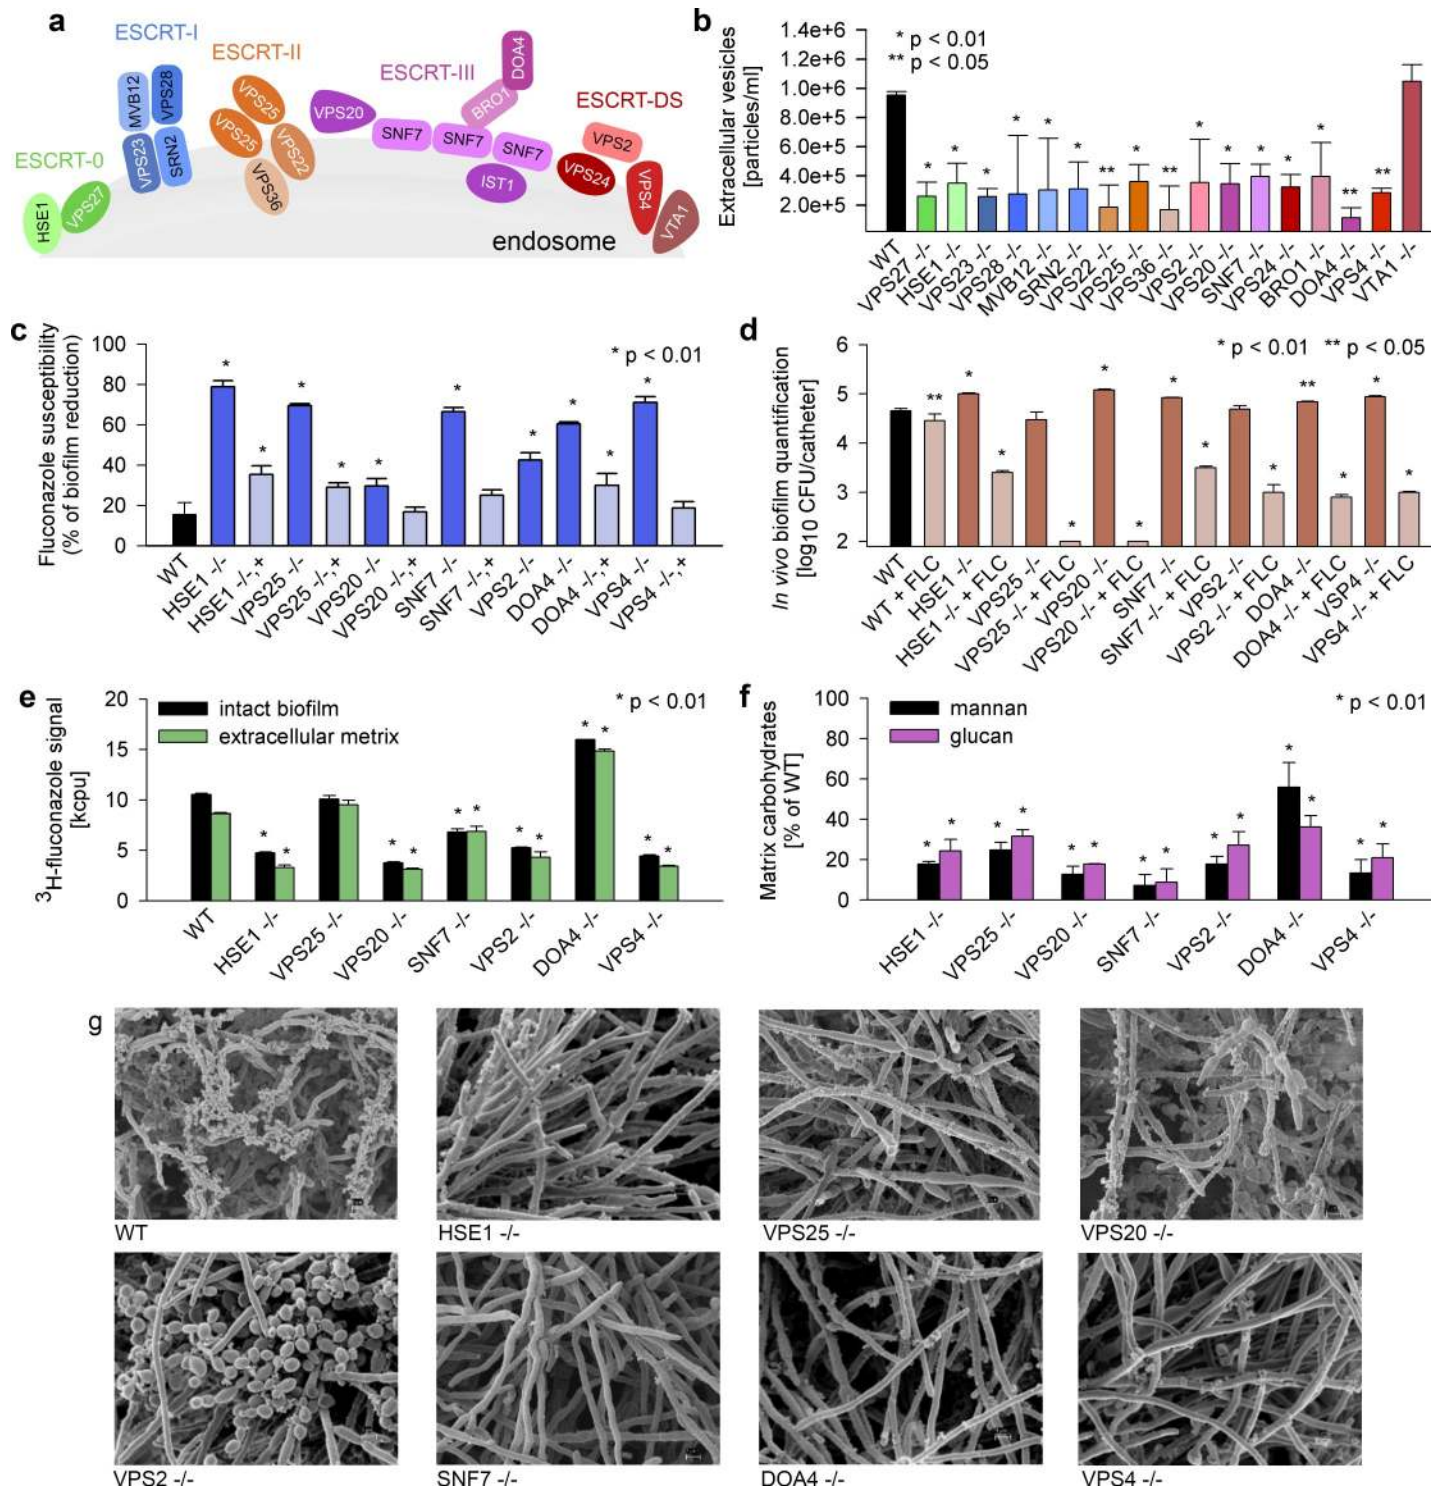 a
ESCRT-I
ESCRT-II
ESCRT-III
ESCRT-DS
ESCRT-0
MVB12
VPS28
VPS23
SRN2
VPS25
VPS25
VPS22
VPS36
VPS20
SNF7
SNF7
SNF7
BRO1
DOA4
IST1
VPS2
VPS24
VPS4
VTA1
HSE1
VPS27
endosome
b
Extracellular vesicles
[particles/ml]
1.4e+6
1.2e+6
1.0e+6
8.0e+5
6.0e+5
4.0e+5
2.0e+5
* p < 0.01
** p < 0.05
* * * * * * ** * ** * * * * * ** **
WT
VPS27 -/-
HSE1 -/-
VPS23 -/-
VPS28 -/-
MVB12 -/-
SRN2 -/-
VPS22 -/-
VPS25 -/-
VPS36 -/-
VPS2 -/-
VPS20 -/-
SNF7 -/-
VPS24 -/-
BRO1 -/-
DOA4 -/-
VPS4 -/-
VTA1 -/-
c
Fluconazole susceptibility
(% of biofilm reduction)
100
80
60
40
20
0
* p < 0.01
* * * * * * * * * *
WT
HSE1 -/-
HSE1 -/-,+
VPS25 -/-
VPS25 -/-,+
VPS20 -/-
VPS20 -/-,+
SNF7 -/-
SNF7 -/-,+
VPS2 -/-
DOA4 -/-
DOA4 -/-,+
VPS4 -/-
VPS4 -/-,+
d
In vivo biofilm quantification
[log10 CFU/catheter]
6
5
4
3
2
* p < 0.01 ** p < 0.05
** * * * * * * * * ** * * *
WT
WT + FLC
HSE1 -/-
HSE1 -/- + FLC
VPS25 -/-
VPS25 -/- + FLC
VPS20 -/-
VPS20 -/- + FLC
SNF7 -/-
SNF7 -/- + FLC
VPS2 -/-
VPS2 -/- + FLC
DOA4 -/-
DOA4 -/- + FLC
VSP4 -/-
VPS4 -/- + FLC
e
3H-fluconazole signal
[kcpu]
20
15
10
5
0
intact biofilm
extracellular metrix
* p < 0.01
* * * * * * * * * * * *
WT
HSE1 -/-
VPS25 -/-
VPS20 -/-
SNF7 -/-
VPS2 -/-
DOA4 -/-
VPS4 -/-
f
Matrix carbohydrates
[% of WT]
100
80
60
40
20
0
mannan
glucan
* p < 0.01
* * * * * * * * * * * * * *
HSE1 -/-
VPS25 -/-
VPS20 -/-
SNF7 -/-
VPS2 -/-
DOA4 -/-
VPS4 -/-
g
WT
HSE1 -/-
VPS25 -/-
VPS20 -/-
VPS2 -/-
SNF7 -/-
DOA4 -/-
VPS4 -/-